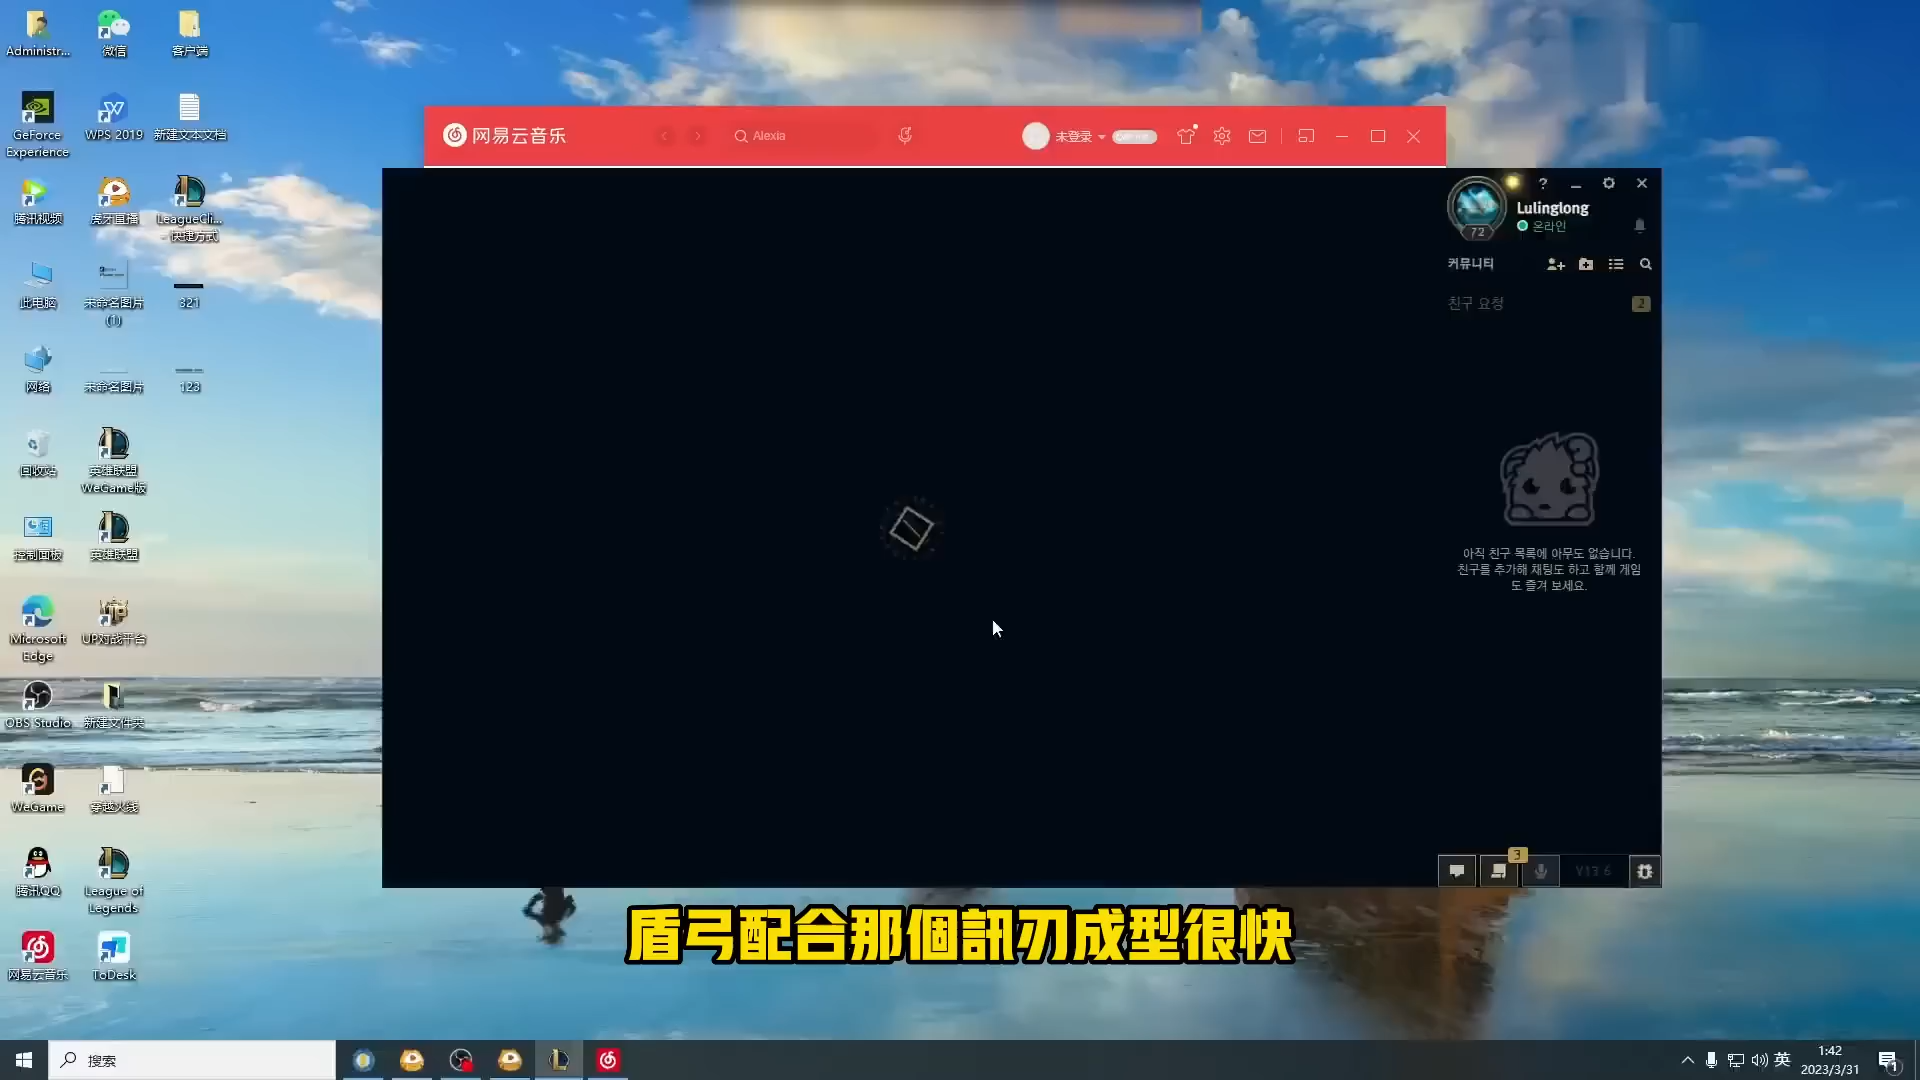 Administr...
微信
客户端
GeForce
Experience
WPS 2019
新建文本文档
腾讯视频
虎牙直播
LeagueCli...
- 快捷方式
此电脑
未命名图片
(1)
321
网络
未命名图片
123
回收站
英雄联盟
WeGame版
控制面板
英雄联盟
Microsoft
Edge
UP对战平台
OBS Studio
新建文件夹
WeGame
穿越火线
腾讯QQ
League of
Legends
网易云音乐
ToDesk
网易云音乐
Alexia
未登录
?
Lulinglong
72
온라인
커뮤니티
친구 요청
2
아직 친구 목록에 아무도 없습니다.
친구를 추가해 채팅도 하고 함께 게임
도 즐겨 보세요.
3
V13.6
盾弓配合那個訊刃成型很快
搜索
英
1:42
2023/3/31
1